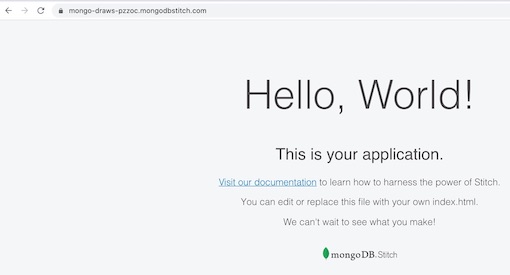 mongo-draws-pzzoc.mongodbstitch.com
Hello, World!
This is your application.
Visit our documentation to learn how to harness the power of Stitch.
You can edit or replace this file with your own index.html.
We can't wait to see what you make!
mongoDB. Stitch